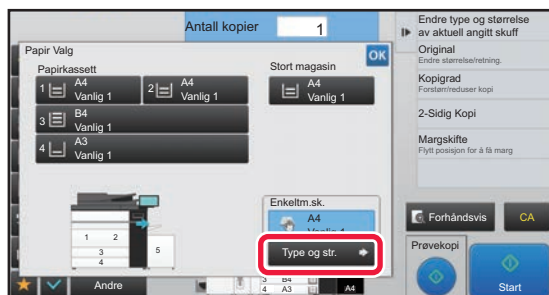 Antall kopier 1
Papir Valg
OK
Papirkassett
1 A4 Vanlig 1
2 A4 Vanlig 1
3 B4 Vanlig 1
4 A3 Vanlig 1
Stort magasin
A4
Vanlig 1
Enkeltm.sk.
A4
Vanlig 1
Type og str.
1 2
3
4
5
Andre
3 B4
4 A3
A4
Endre type og størrelse
av aktuell angitt skuff
Original
Endre størrelse/retning.
Kopigrad
Forstørr/reduser kopi
2-Sidig Kopi
Margskifte
Flytt posisjon for å få marg
Forhåndsvis
CA
Prøvekopi
Start